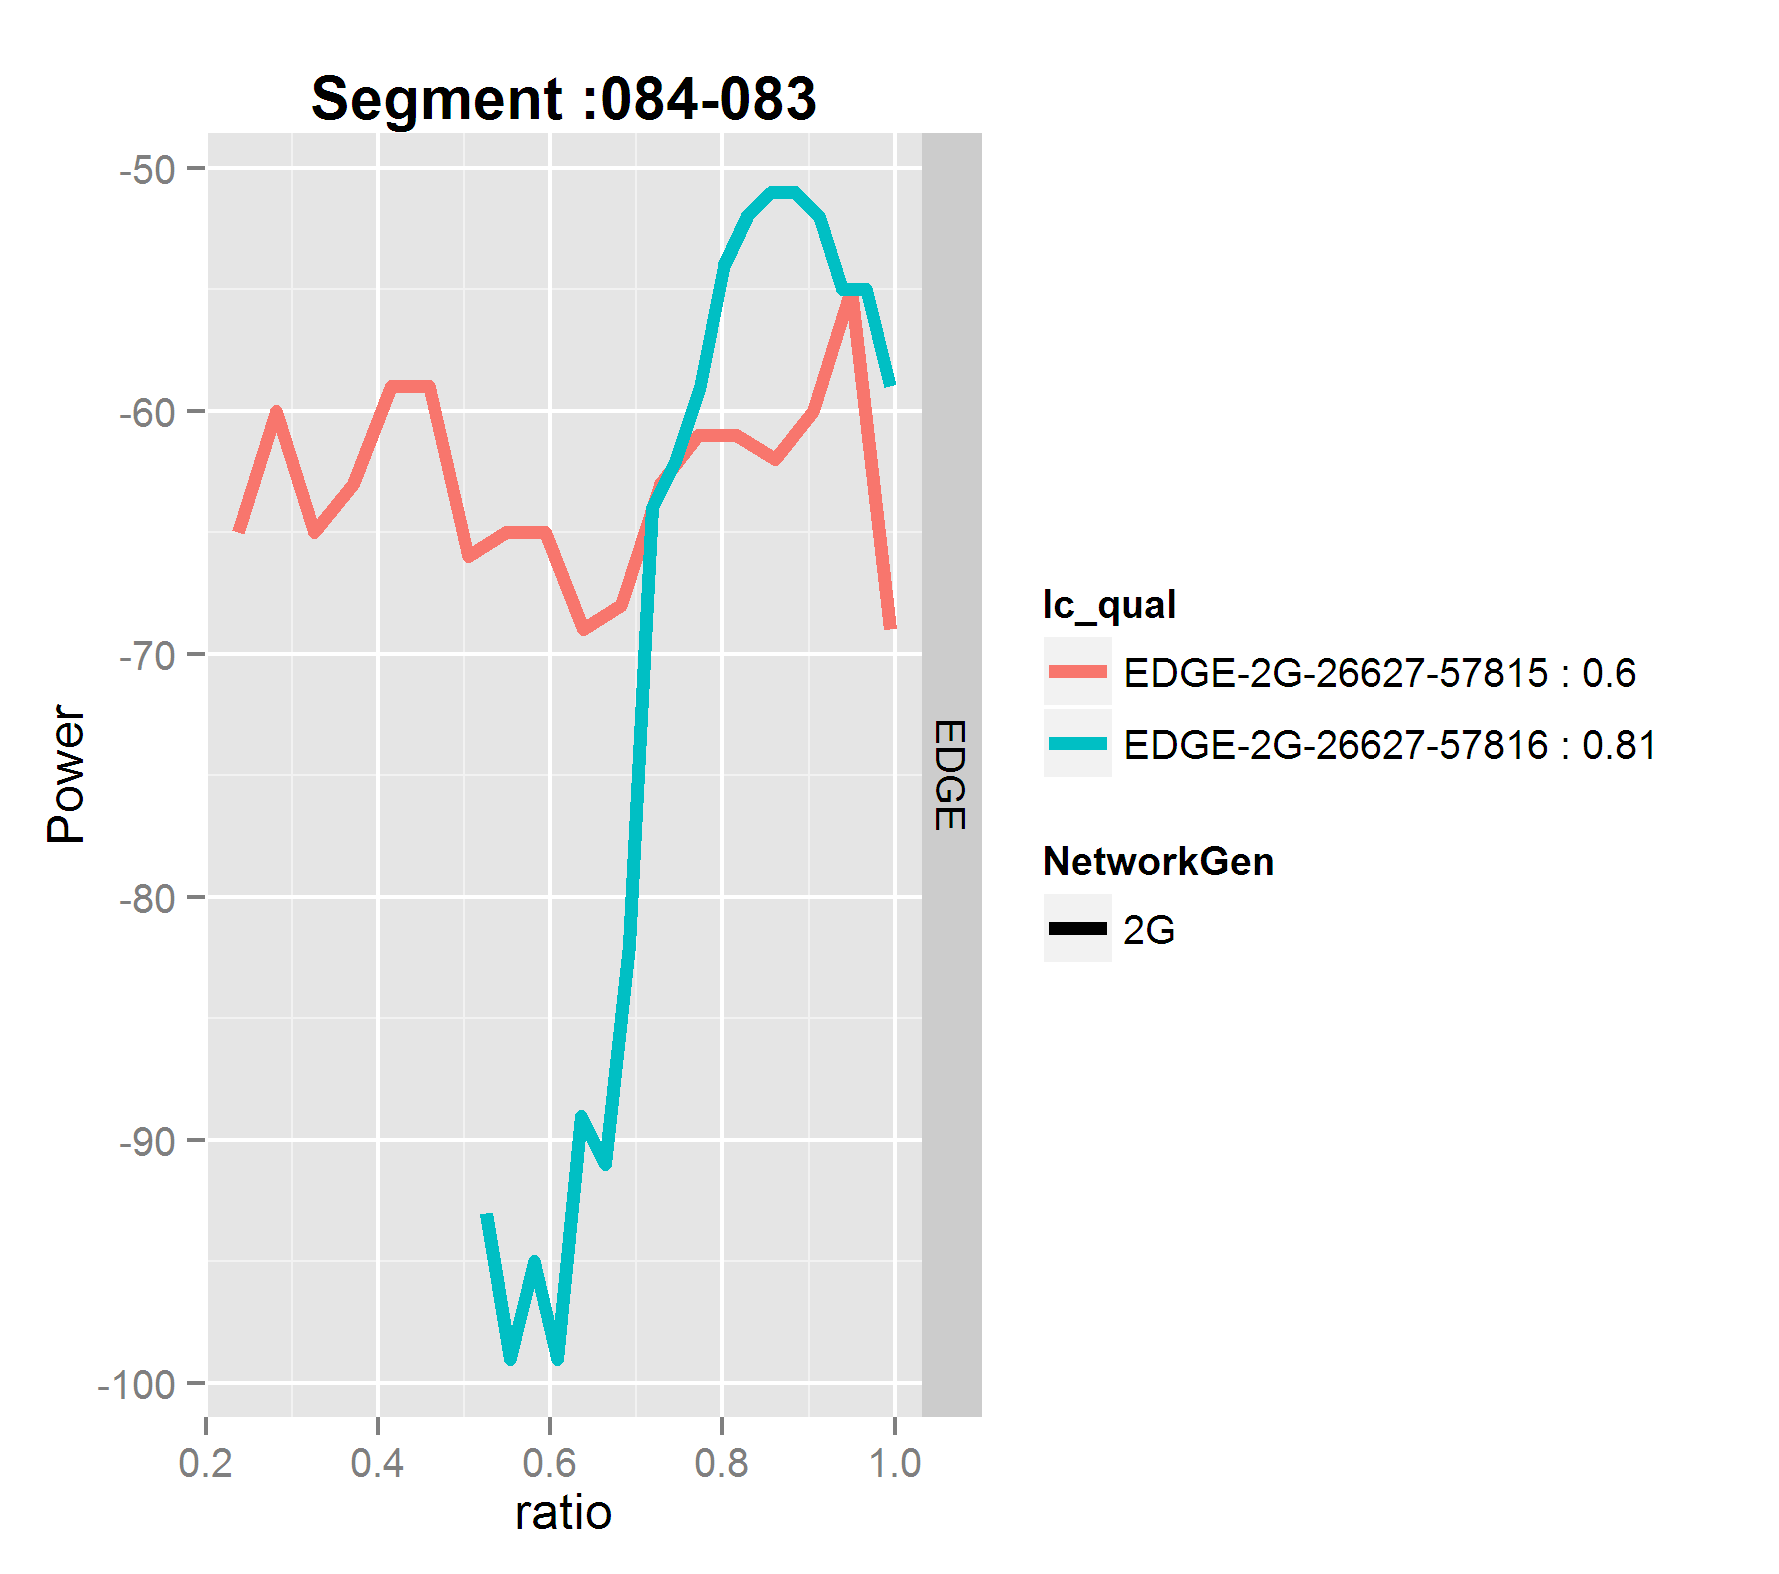 Segment :084-083
-50
-60
-70
-80
-90
-100
Power
0.2 0.4 0.6 0.8 1.0
ratio
EDGE
lc_qual
EDGE-2G-26627-57815 : 0.6
EDGE-2G-26627-57816 : 0.81
NetworkGen
2G